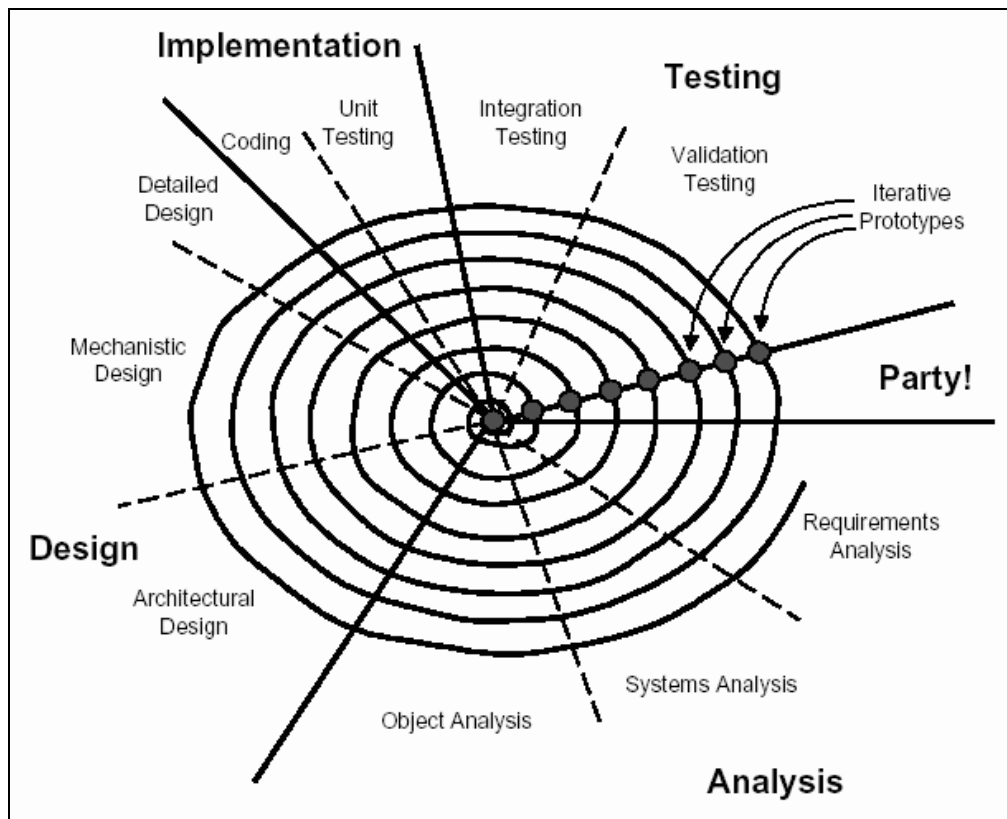 Implementation
Testing
Unit
Testing
Integration
Testing
Coding
Validation
Testing
Detailed
Design
Iterative
Prototypes
Mechanistic
Design
Party!
Requirements
Analysis
Design
Architectural
Design
Systems Analysis
Object Analysis
Analysis